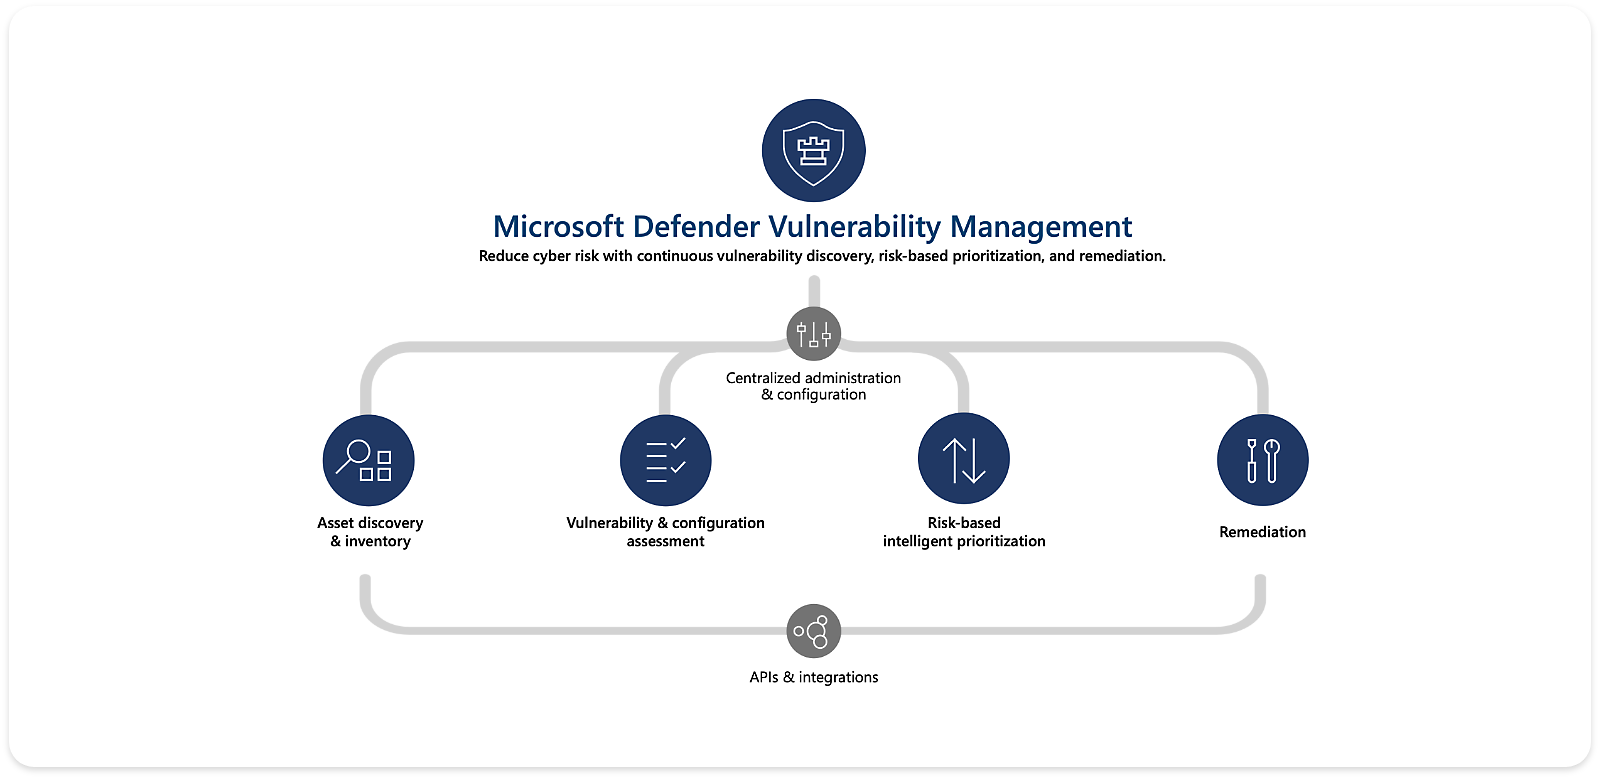 Microsoft Defender Vulnerability Management
Reduce cyber risk with continuous vulnerability discovery, risk-based prioritization, and remediation.
Centralized administration
& configuration
Asset discovery
& inventory
Vulnerability & configuration
assessment
Risk-based
intelligent prioritization
Remediation
APIs & integrations